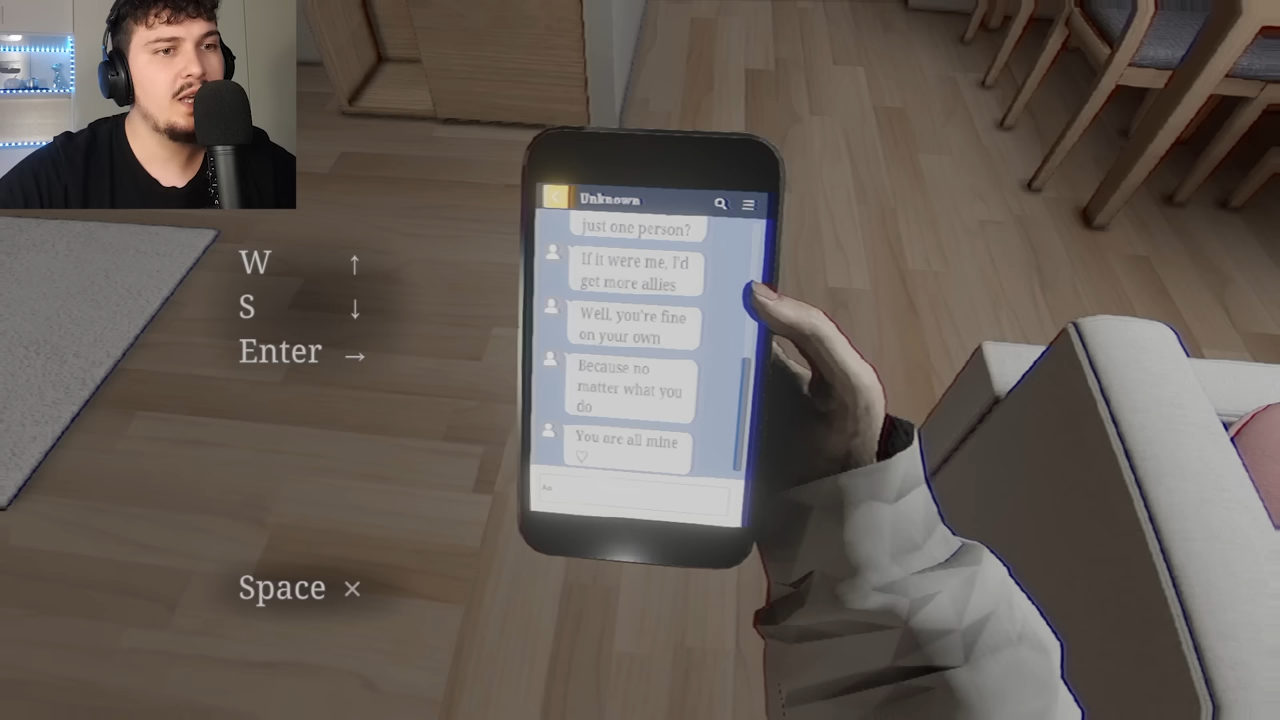 Unknown
just one person?
If it were me, I'd
get more allies
Well, you're fine
on your own
Because no
matter what you
do
You are all mine
♡
Aa
W ↑
S ↓
Enter →
Space ×